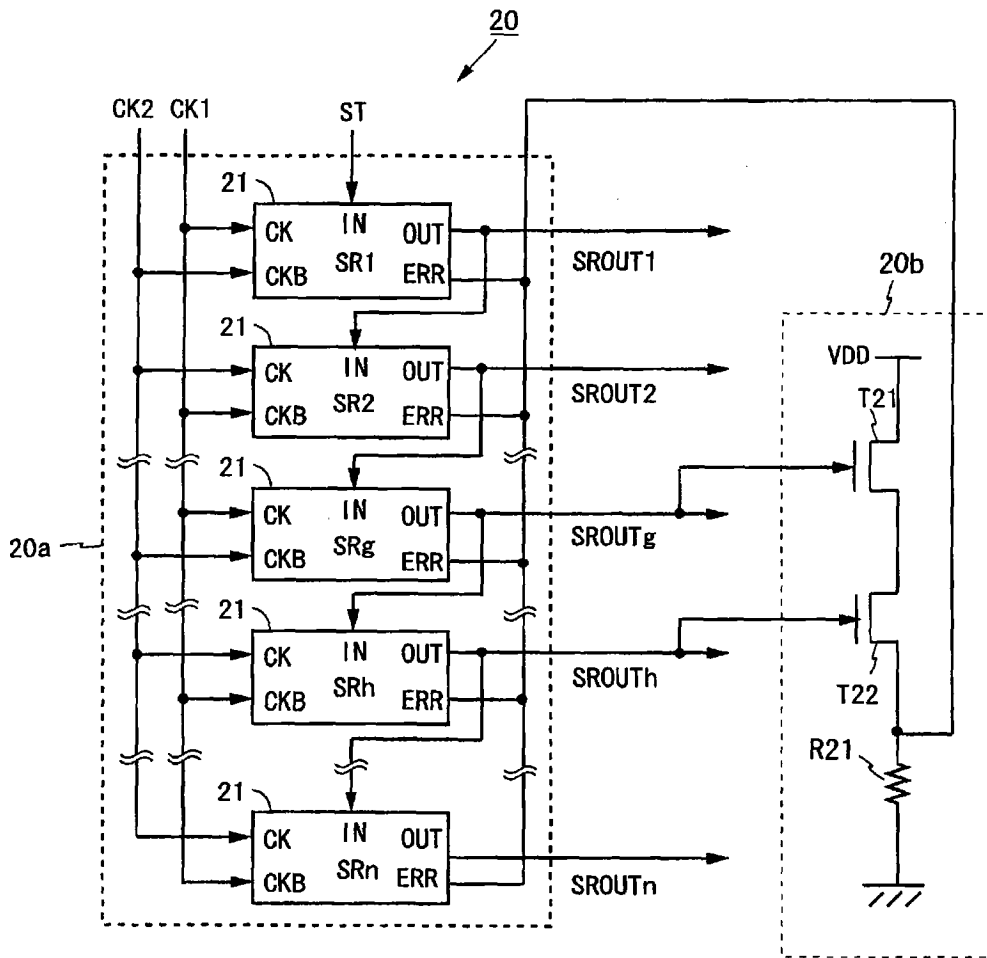 20
CK2 CK1 ST
21
IN
CK OUT
SR1
CKB ERR
SROUT1
20b
21
IN
CK OUT
SR2
CKB ERR
SROUT2
VDD
T21
21
IN
CK OUT
SRg
CKB ERR
SROUTg
20a
21
IN
CK OUT
SRh
CKB ERR
SROUTh
T22
R21
21
IN
CK OUT
SRn
CKB ERR
SROUTn